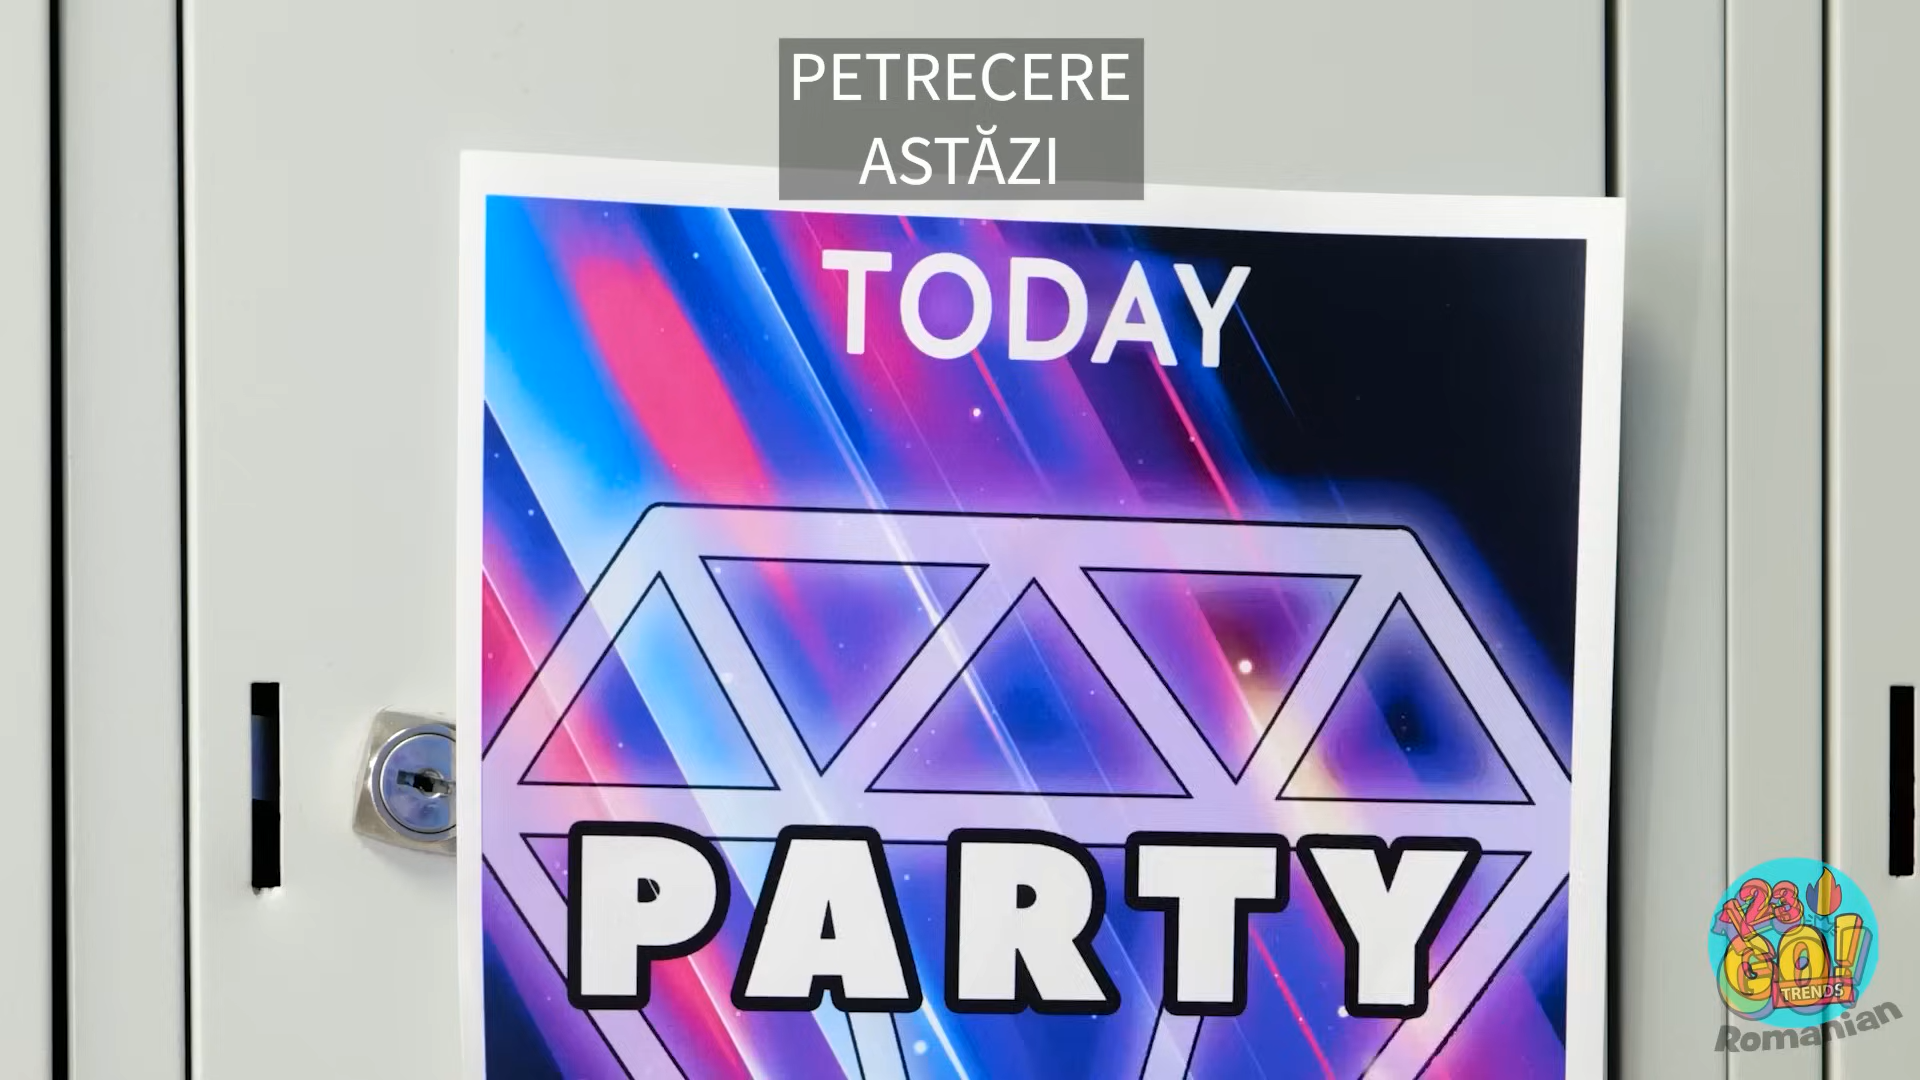 PETRECERE
ASTĂZI
TODAY
PARTY
123
GO!
TRENDS
Romanian